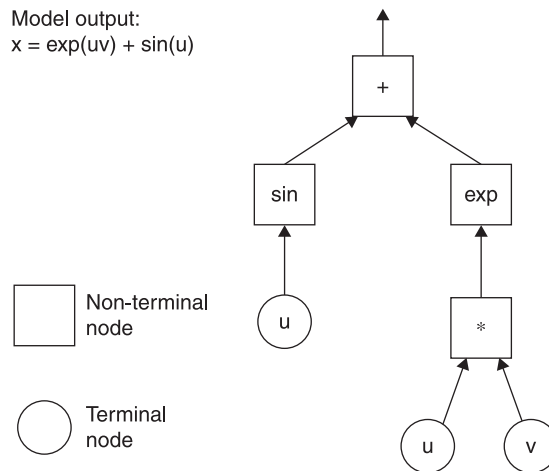 Model output:
x = exp(uv) + sin(u)
+
sin
exp
Non-terminal
node
u
*
Terminal
node
u
v